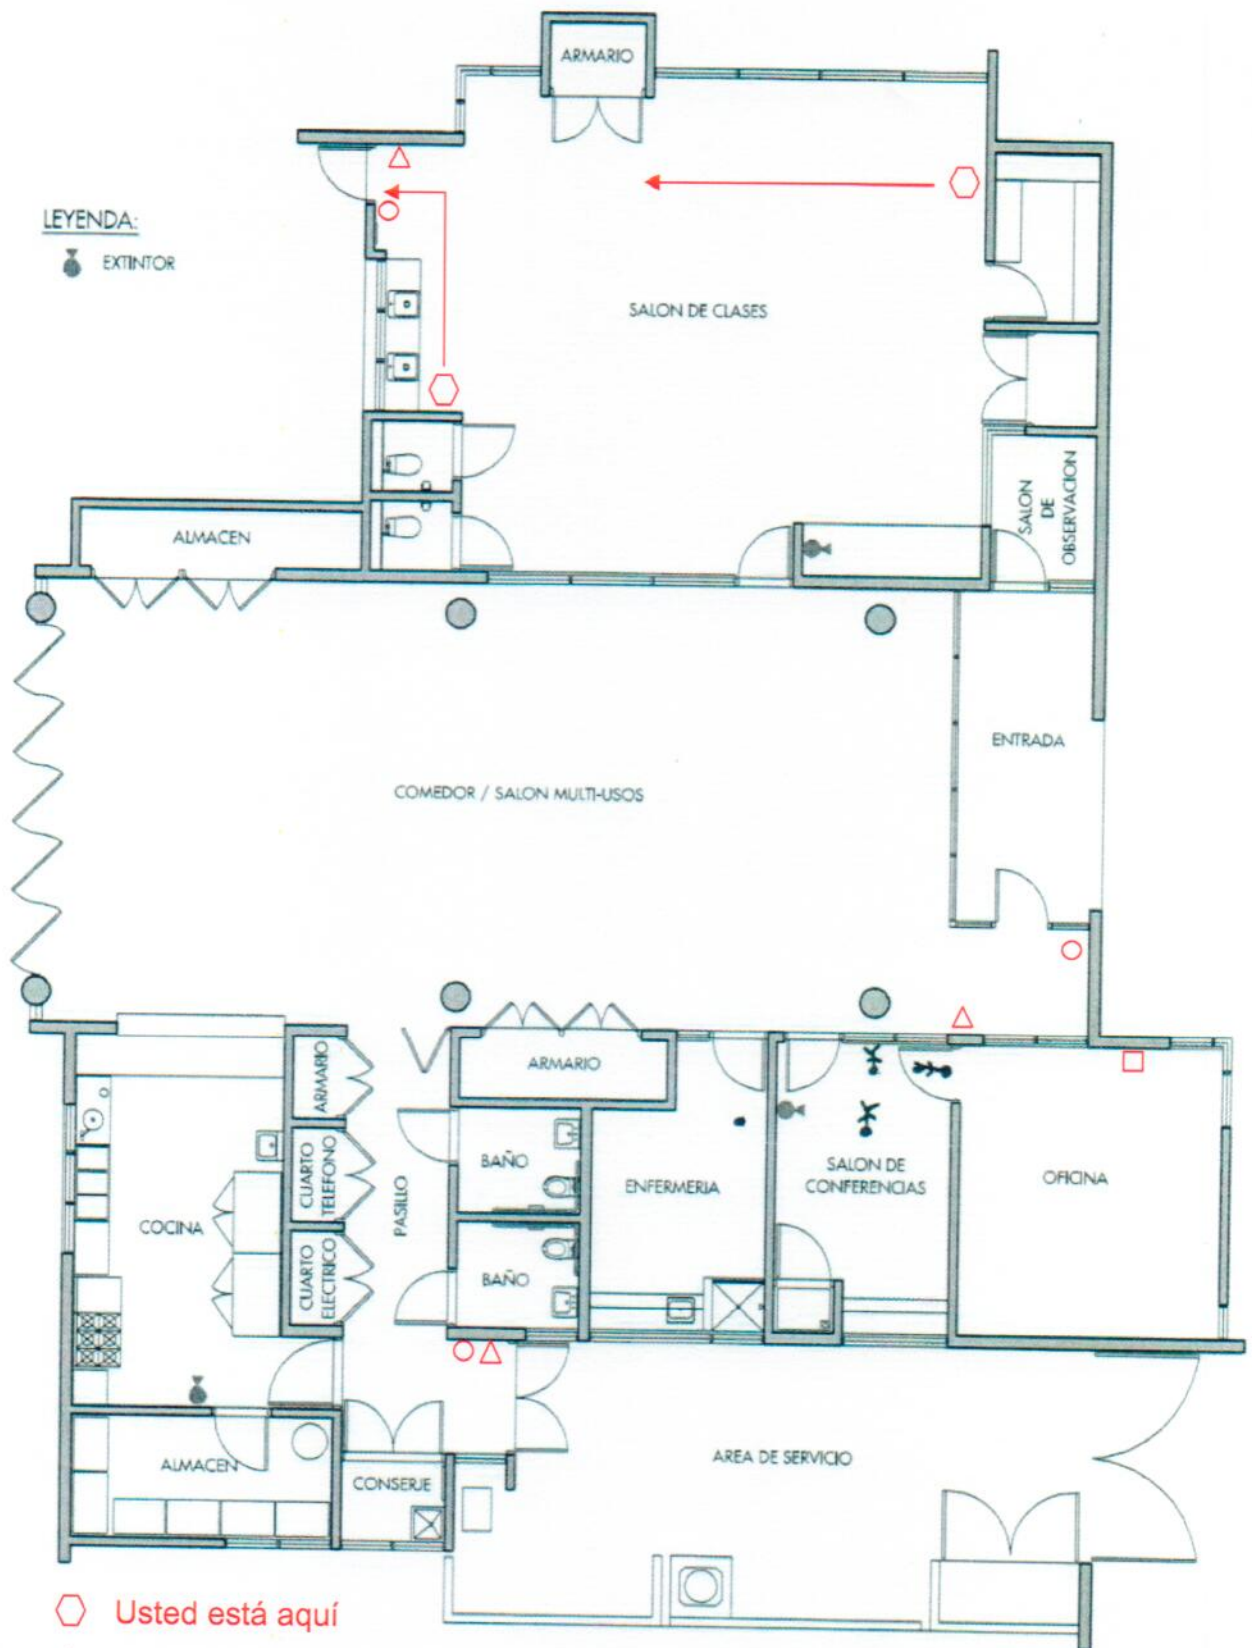 ARMARIO
LEYENDA:
EXTINTOR
SALON DE CLASES
SALON
DE
OBSERVACION
ALMACEN
ENTRADA
COMEDOR / SALON MULTI-USOS
ARMARIO
ARMARIO
CUARTO
TELEFONO
CUARTO
ELECTRICO
PASILLO
BAÑO
BAÑO
ENFERMERIA
SALON DE
CONFERENCIAS
OFICINA
COCINA
ALMACEN
CONSERJE
AREA DE SERVICIO
Usted está aquí